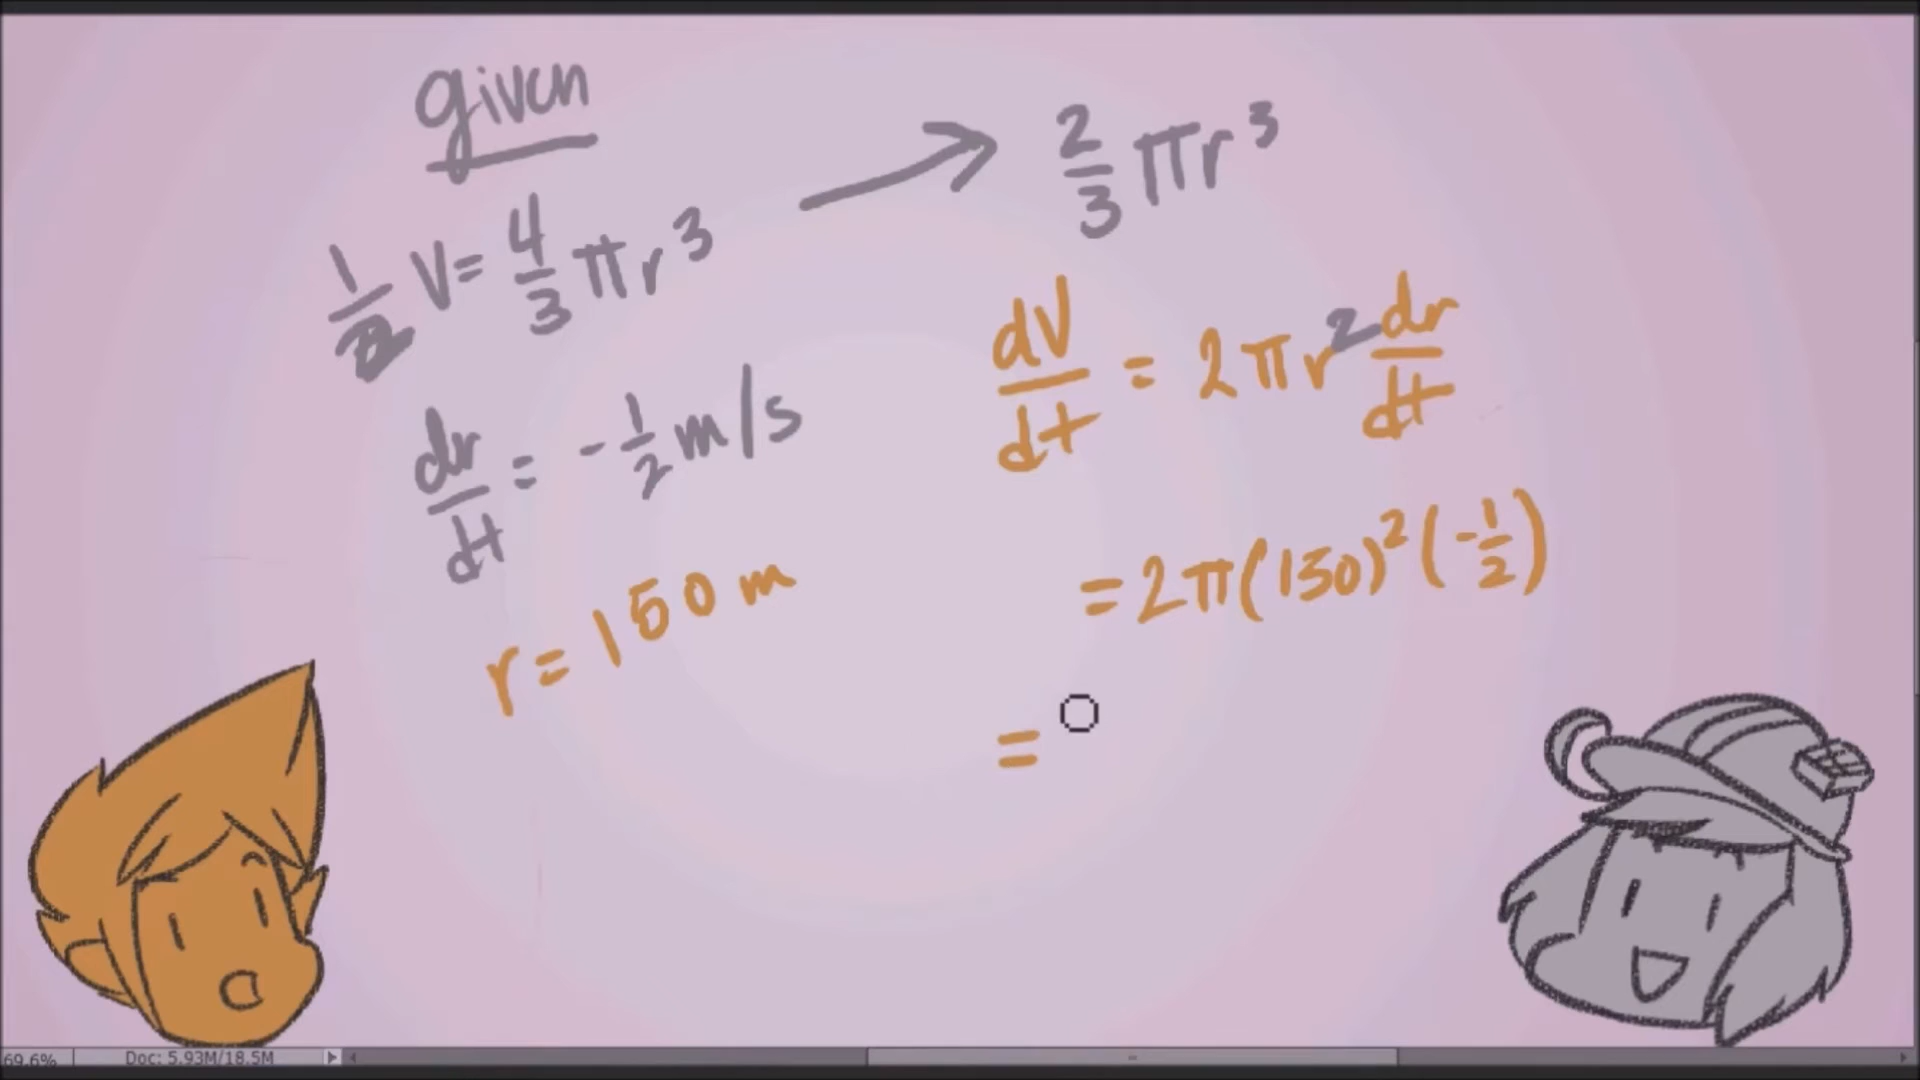 given
1/2 V = 4/3 πr³ → 2/3 πr³
dr/dt = -1/2 m/s
r = 150 m
dV/dt = 2πr² dr/dt
= 2π(150)²(-1/2)
=
69.6% Doc: 5.93M/18.5M